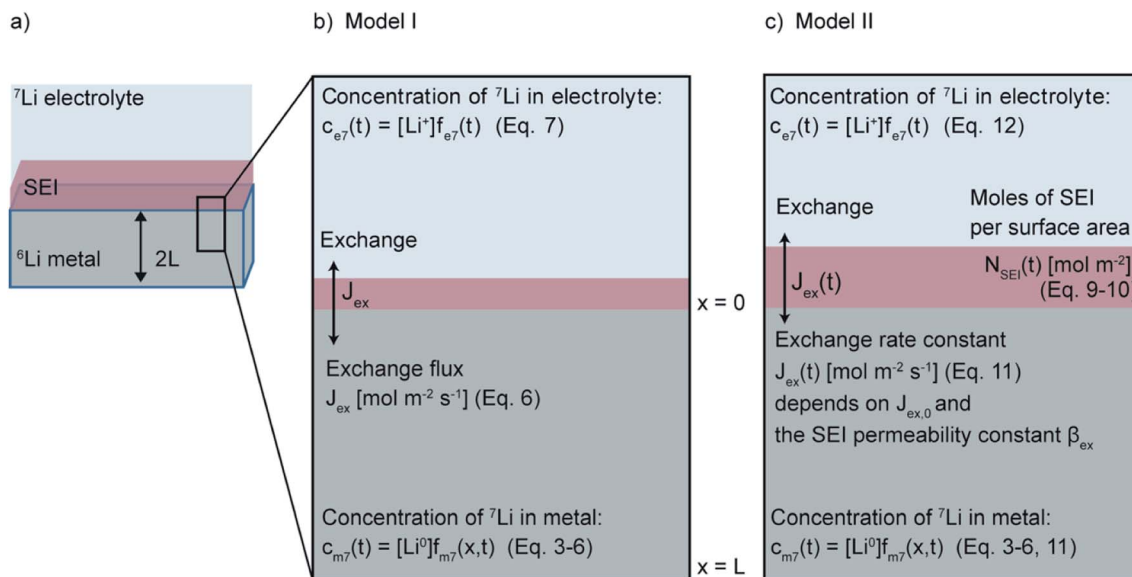 a)
b) Model I
c) Model II
⁷Li electrolyte
SEI
⁶Li metal
2L
Concentration of ⁷Li in electrolyte:
cₑ₇(t) = [Li⁺]fₑ₇(t) (Eq. 7)
Exchange
Jₑₓ
x = 0
Exchange flux
Jₑₓ [mol m⁻² s⁻¹] (Eq. 6)
Concentration of ⁷Li in metal:
cₘ₇(t) = [Li⁰]fₘ₇(x,t) (Eq. 3-6)
x = L
Concentration of ⁷Li in electrolyte:
cₑ₇(t) = [Li⁺]fₑ₇(t) (Eq. 12)
Exchange
Moles of SEI
per surface area
Jₑₓ(t)
N_SEI(t) [mol m⁻²]
(Eq. 9-10
Exchange rate constant
Jₑₓ(t) [mol m⁻² s⁻¹] (Eq. 11)
depends on Jₑₓ,₀ and
the SEI permeability constant βₑₓ
Concentration of ⁷Li in metal:
cₘ₇(t) = [Li⁰]fₘ₇(x,t) (Eq. 3-6, 11)